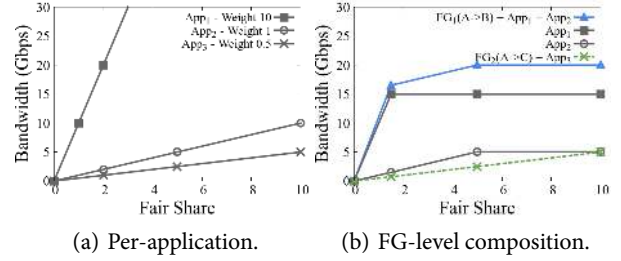 Bandwidth (Gbps)
30
25
20
15
10
5
0
App1 - Weight 10
App2 - Weight 1
App3 - Weight 0.5
0 2 4 6 8 10
Fair Share
(a) Per-application.
Bandwidth (Gbps)
30
25
20
15
10
5
0
FG1(A->B) - App1 - App2
App1
App2
FG2(A->C) - App3
0 2 4 6 8 10
Fair Share
(b) FG-level composition.